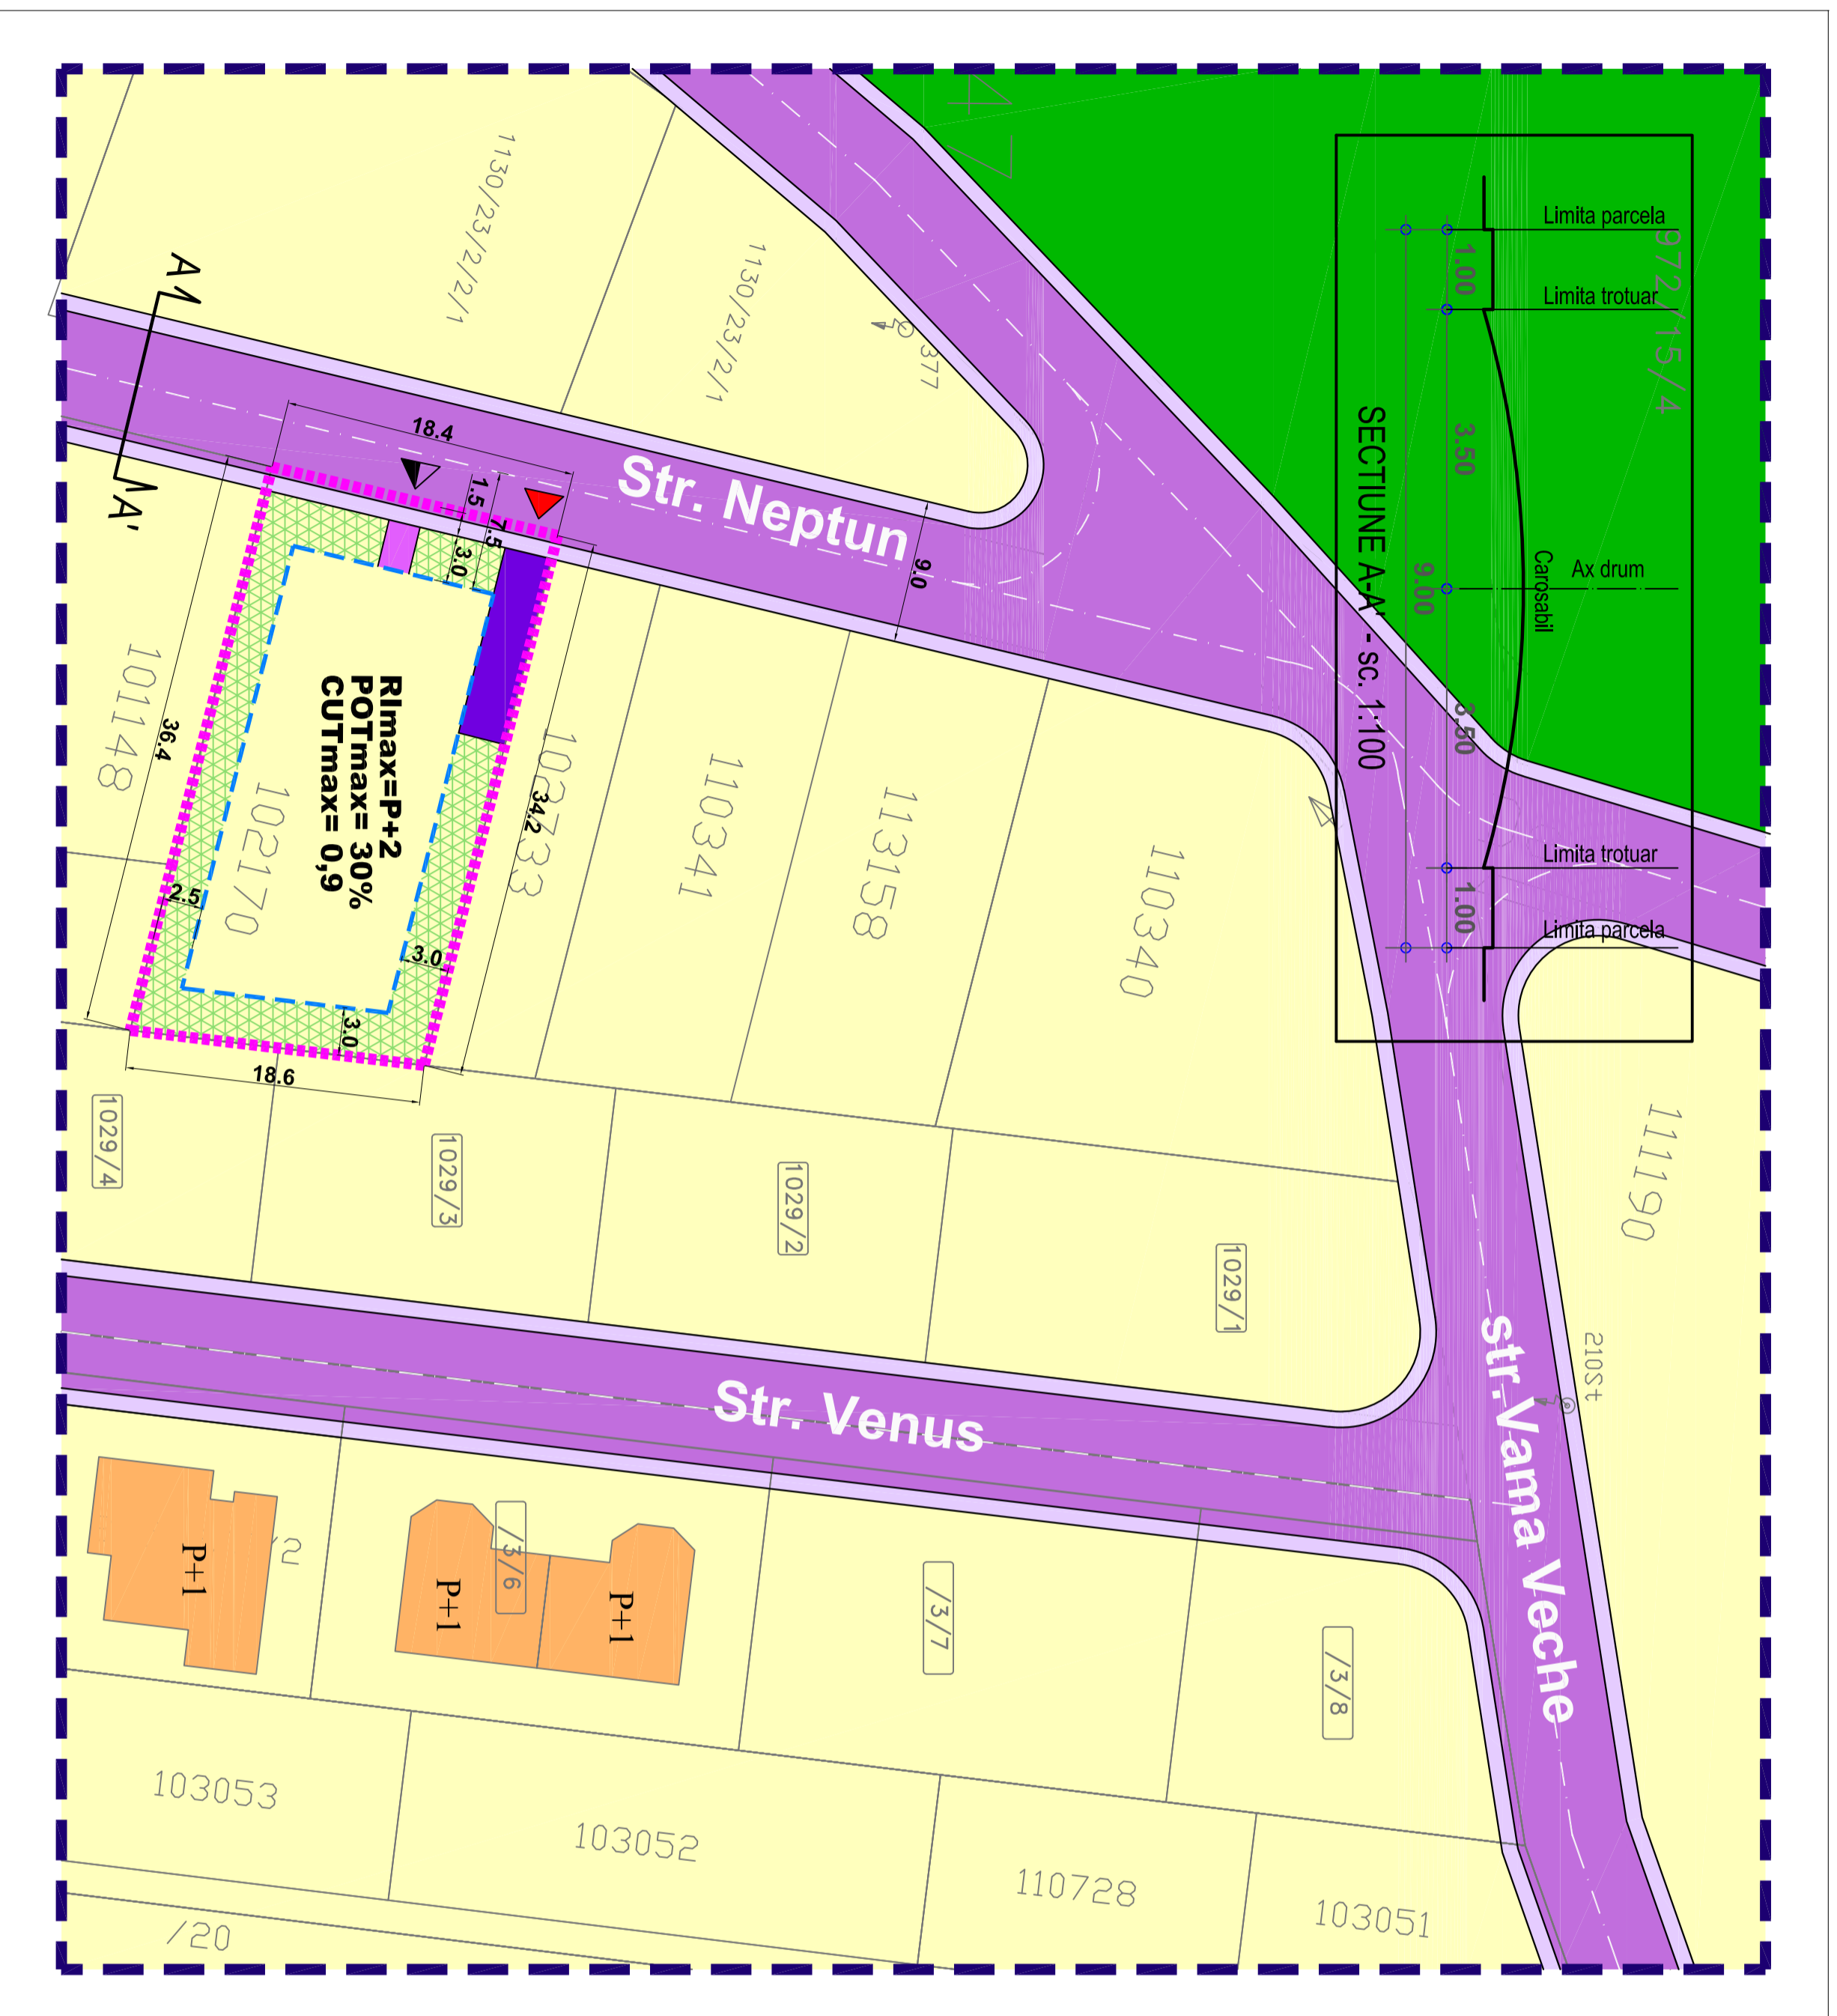 972/15/4
Limita parcela
Limita trotuar
Ax drum
Carosabil
Limita trotuar
Limita parcela
1.00
3.50
3.50
1.00
9.00
SECTIUNE A-A' - sc. 1:100
1130/23/2/2/1
1130/23/2/1
377
A
A'
18.4
1.5
7.5
3.0
Str. Neptun
9.0
101148
36.4
RImax=P+2
POTmax= 30%
CUTmax= 0,9
102170
2.5
3.0
3.0
18.6
34.2
103733
110341
113158
110340
111190
1029/4
1029/3
1029/2
1029/1
210St
Str. Venus
str.Vama Veche
P+1
P+1
/3/6
P+1
/3/7
/3/8
103053
103052
110728
103051
/20